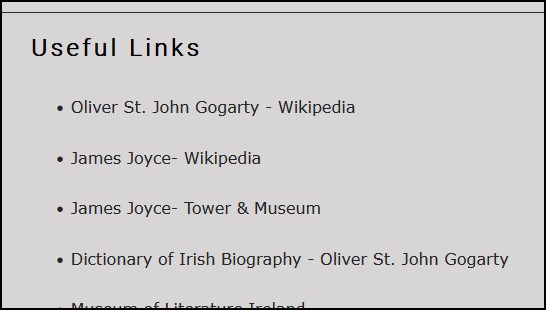 Useful Links
• Oliver St. John Gogarty - Wikipedia
• James Joyce- Wikipedia
• James Joyce- Tower & Museum
• Dictionary of Irish Biography - Oliver St. John Gogarty
• Museum of Literature Ireland